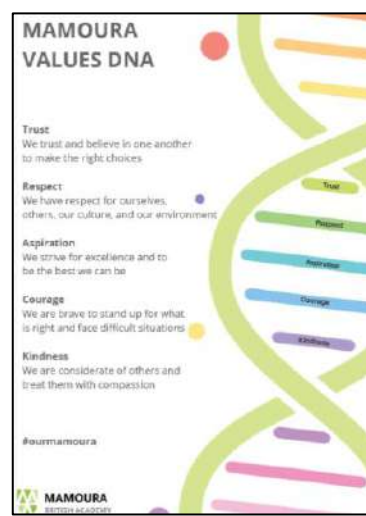 MAMOURA
VALUES DNA
Trust
We trust and believe in one another
to make the right choices
Respect
We have respect for ourselves,
others, our culture, and our environment
Aspiration
We strive for excellence and to
be the best we can be
Courage
We are brave to stand up for what
is right and face difficult situations
Kindness
We are considerate of others and
treat them with compassion
#ourmamoura
MAMOURA
BRITISH ACADEMY
Trust
Respect
Aspiration
Courage
Kindness